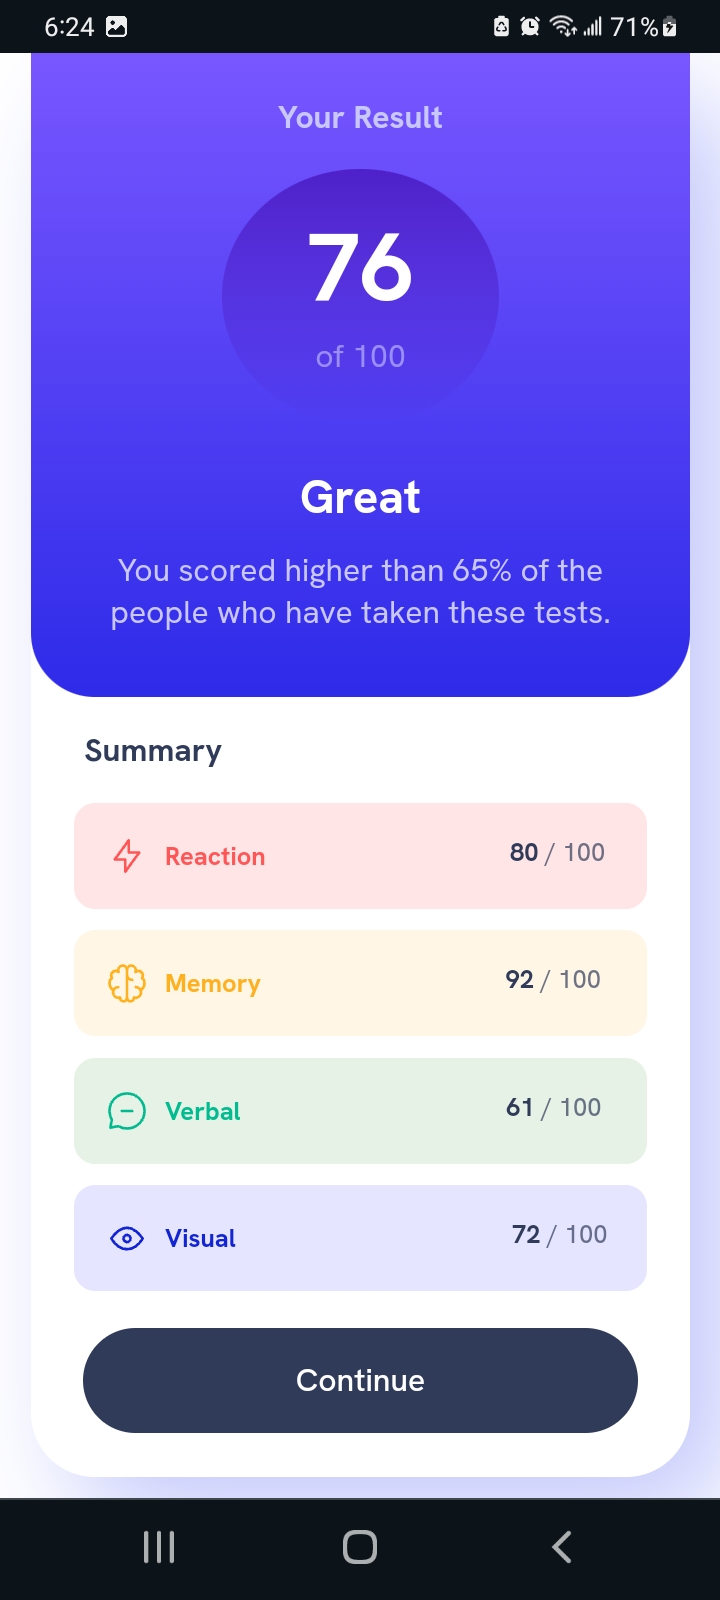 6:24 71%
Your Result
76
of 100
Great
You scored higher than 65% of the
people who have taken these tests.
Summary
Reaction 80 / 100
Memory 92 / 100
Verbal 61 / 100
Visual 72 / 100
Continue